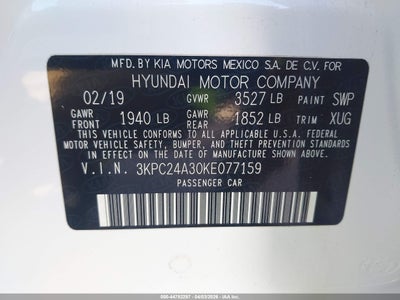 MFD. BY KIA MOTORS MEXICO S.A. DE C.V. FOR
HYUNDAI MOTOR COMPANY
02/19 GVWR 3527 LB PAINT SWP
GAWR FRONT 1940 LB GAWR REAR 1852 LB TRIM XUG
THIS VEHICLE CONFORMS TO ALL APPLICABLE U.S.A. FEDERAL
MOTOR VEHICLE SAFETY, BUMPER, AND THEFT PREVENTION
STANDARDS IN EFFECT ON THE DATE OF MANUFACTURE SHOWN ABOVE.
V.I.N. 3KPC24A30KE077159
PASSENGER CAR